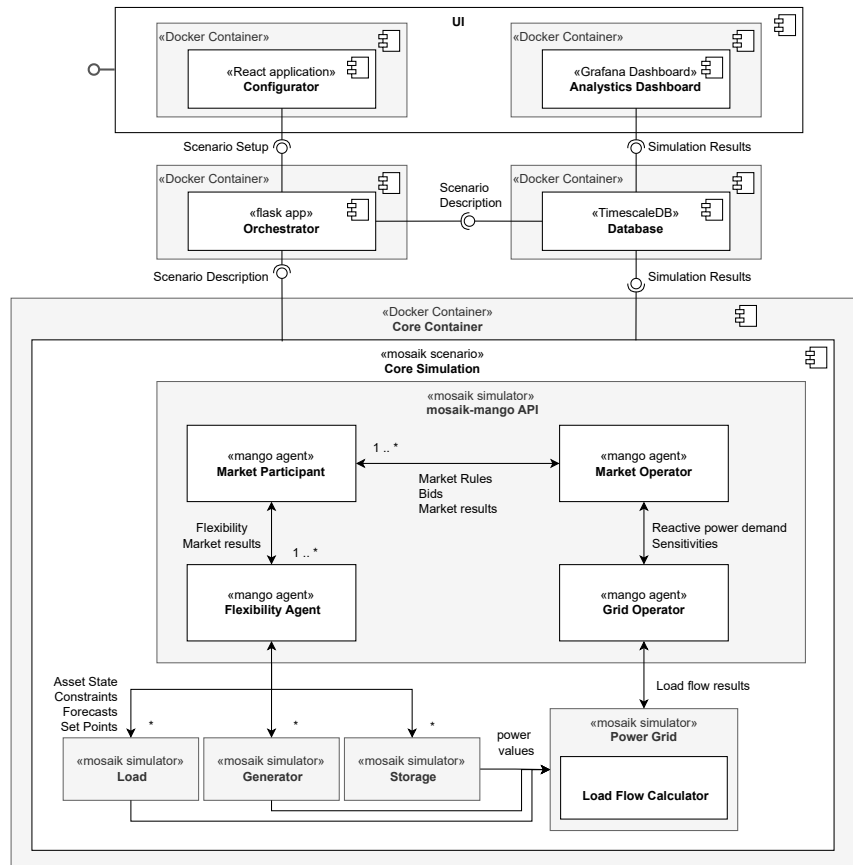 UI
«Docker Container»
«React application»
Configurator
«Docker Container»
«Grafana Dashboard»
Analystics Dashboard
Scenario Setup
Simulation Results
«Docker Container»
«flask app»
Orchestrator
Scenario
Description
«Docker Container»
«TimescaleDB»
Database
Scenario Description
Simulation Results
«Docker Container»
Core Container
«mosaik scenario»
Core Simulation
«mosaik simulator»
mosaik-mango API
«mango agent»
Market Participant
1 .. *
Market Rules
Bids
Market results
«mango agent»
Market Operator
Flexibility
Market results
1 .. *
Reactive power demand
Sensitivities
«mango agent»
Flexibility Agent
«mango agent»
Grid Operator
Asset State
Constraints
Forecasts
Set Points
*
*
*
Load flow results
«mosaik simulator»
Load
«mosaik simulator»
Generator
«mosaik simulator»
Storage
power
values
«mosaik simulator»
Power Grid
Load Flow Calculator